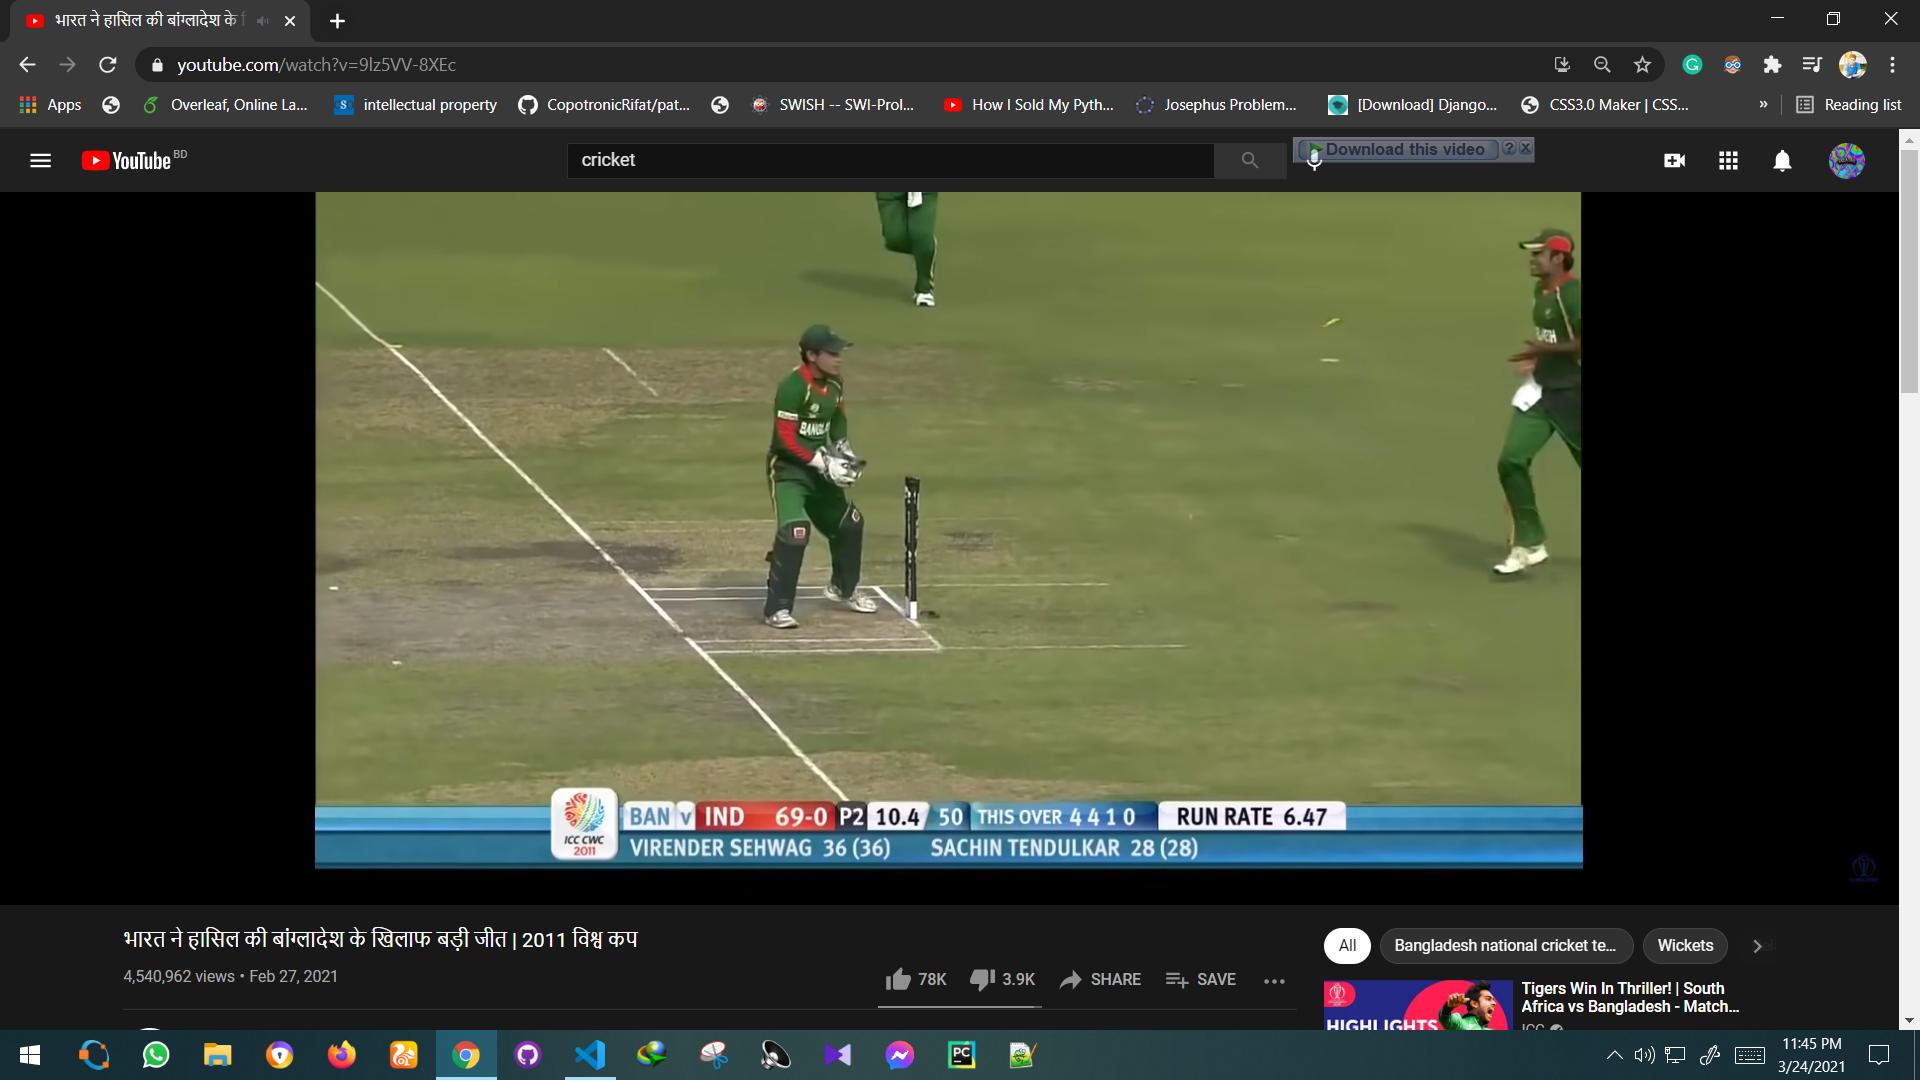 भारत ने हासिल की बांग्लादेश के
youtube.com/watch?v=9lz5VV-8XEc
Apps
Overleaf, Online La...
intellectual property
CopotronicRifat/pat...
SWISH -- SWI-Prol...
How I Sold My Pyth...
Josephus Problem...
[Download] Django...
CSS3.0 Maker | CSS...
»
Reading list
YouTube BD
cricket
Download this video
BANGLA
BAN v IND 69-0 P2 10.4 50 THIS OVER 4 4 1 0 RUN RATE 6.47
ICC CWC
2011
VIRENDER SEHWAG 36 (36) SACHIN TENDULKAR 28 (28)
भारत ने हासिल की बांग्लादेश के खिलाफ बड़ी जीत | 2011 विश्व कप
4,540,962 views • Feb 27, 2021
78K
3.9K
SHARE
SAVE
All
Bangladesh national cricket te...
Wickets
HIGHLIGHTS
Tigers Win In Thriller! | South
Africa vs Bangladesh - Match...
ICC
PC
11:45 PM
3/24/2021